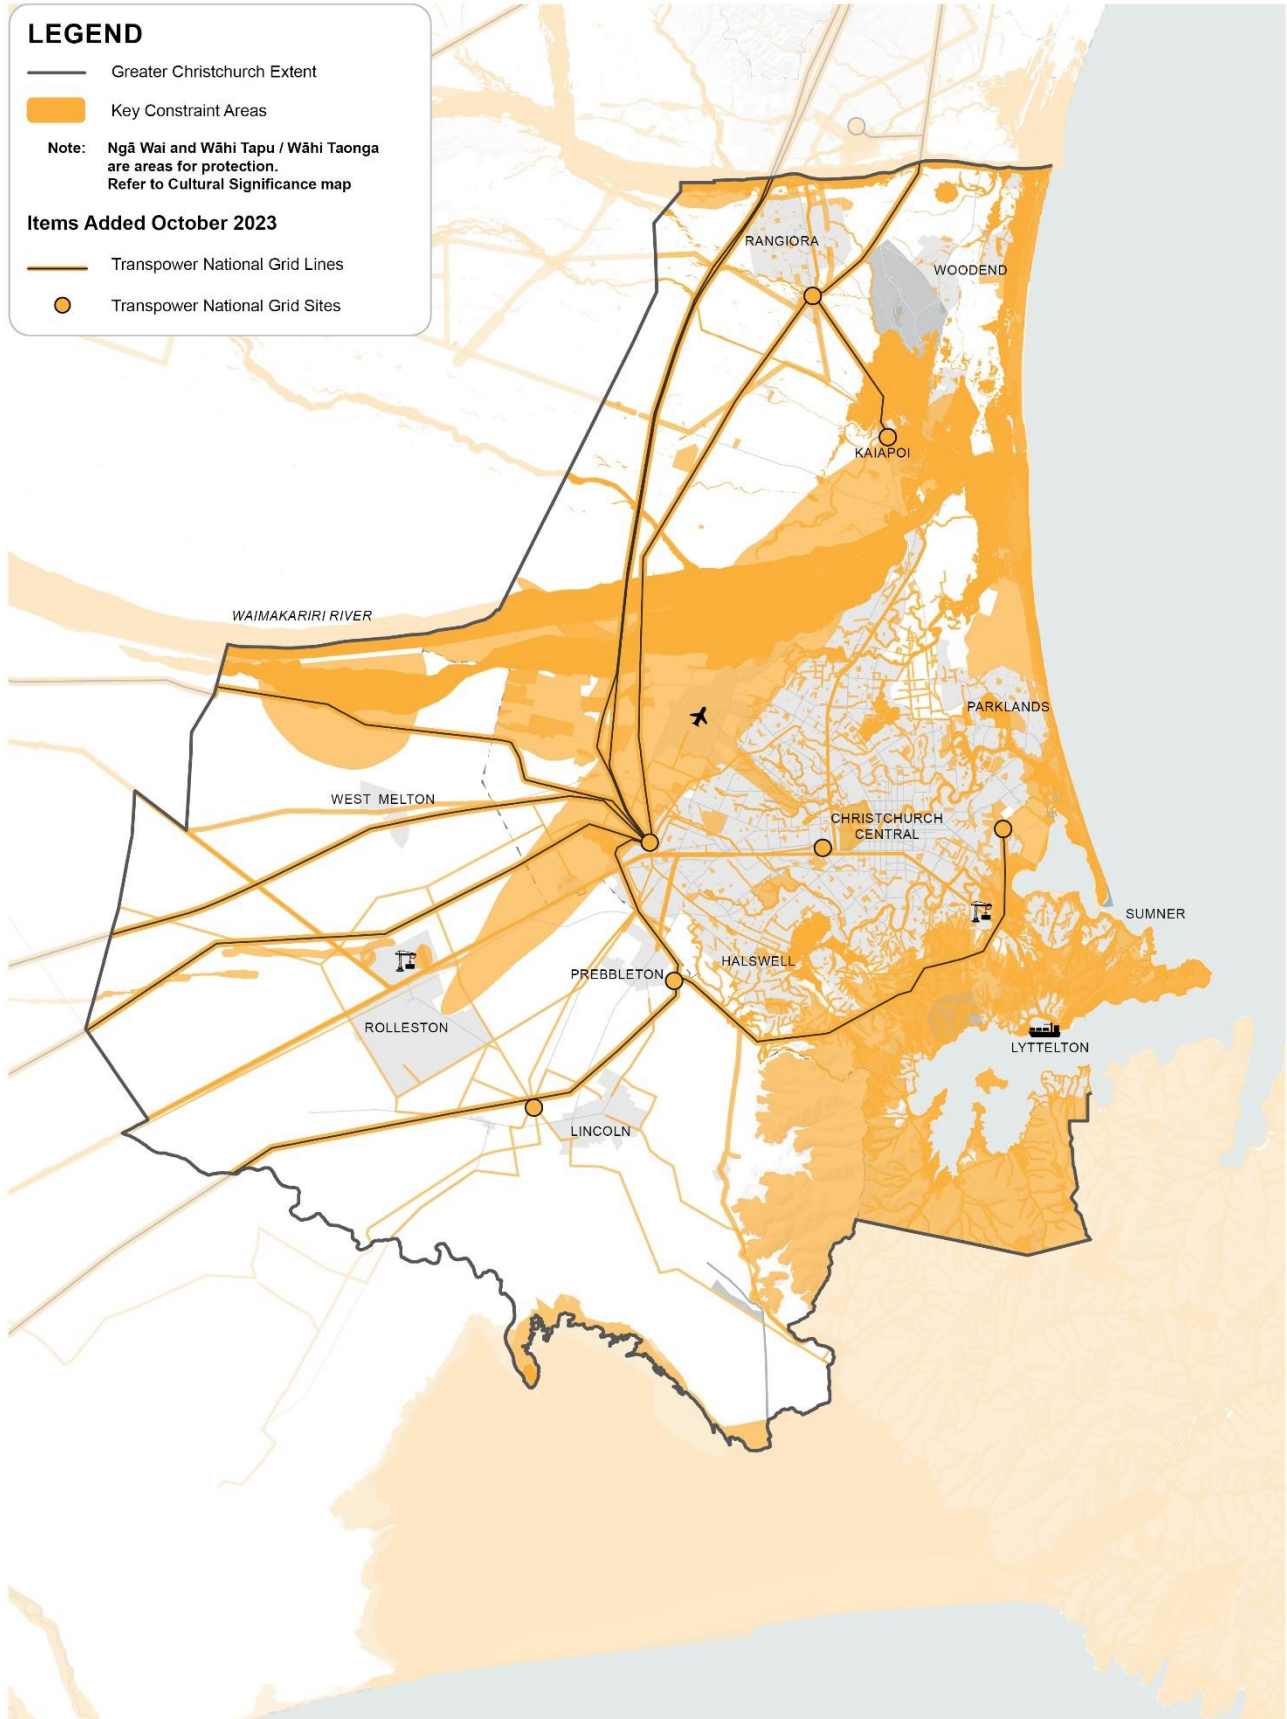 LEGEND
Greater Christchurch Extent
Key Constraint Areas
Note: Ngā Wai and Wāhi Tapu / Wāhi Taonga
are areas for protection.
Refer to Cultural Significance map
Items Added October 2023
Transpower National Grid Lines
Transpower National Grid Sites
RANGIORA
WOODEND
KAIAPOI
WAIMAKARIRI RIVER
PARKLANDS
WEST MELTON
CHRISTCHURCH
CENTRAL
SUMNER
HALSWELL
PREBBLETON
ROLLESTON
LYTTELTON
LINCOLN